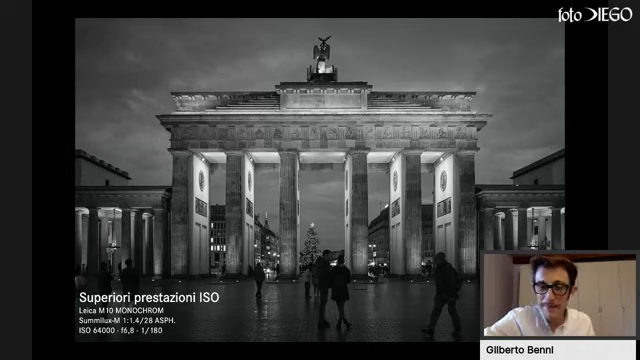 foto DIEGO
Superiori prestazioni ISO
Leica M10 MONOCHROM
Summilux-M 1:1.4/28 ASPH.
ISO 64000 · f6,8 · 1/180
Gilberto Benni